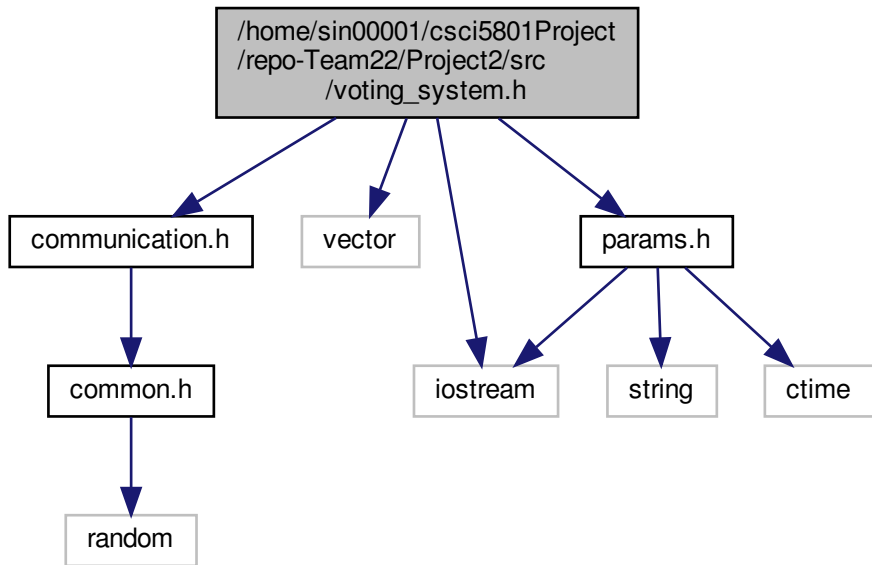 /home/sin00001/csci5801Project
/repo-Team22/Project2/src
/voting_system.h
communication.h
vector
params.h
common.h
iostream
string
ctime
random